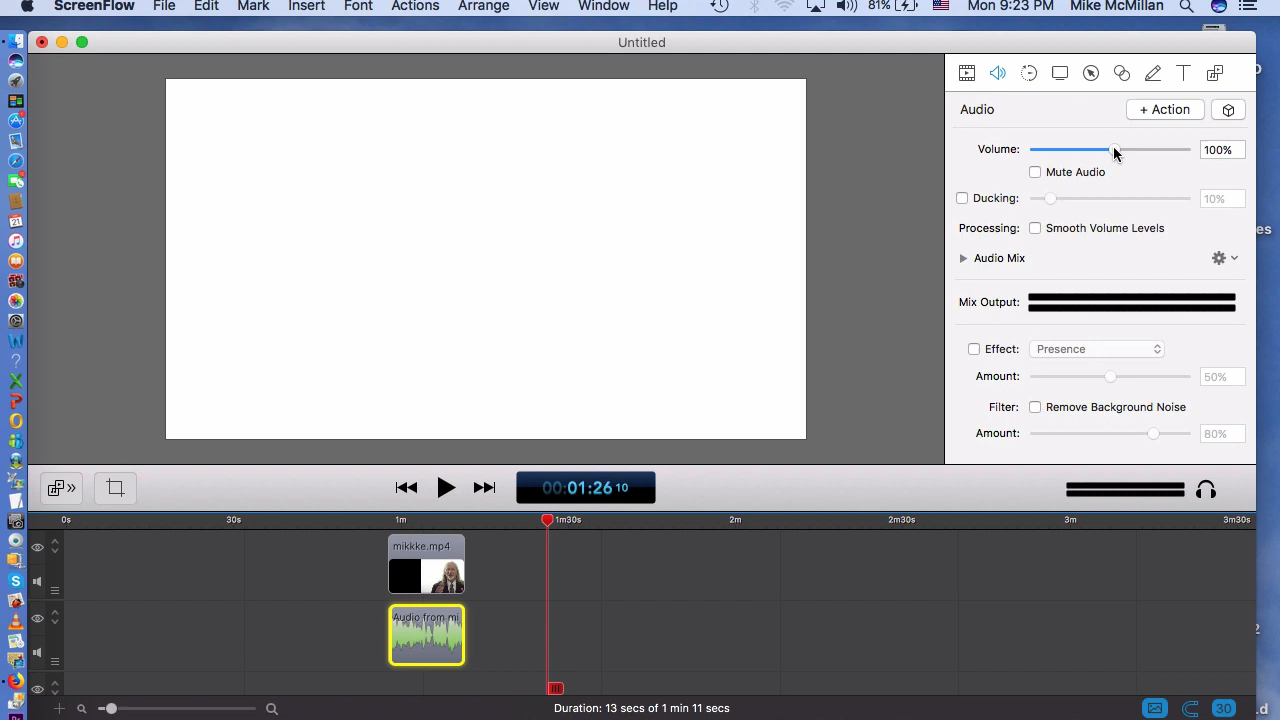 ScreenFlow File Edit Mark Insert Font Actions Arrange View Window Help 81% Mon 9:23 PM Mike McMillan
Untitled
Audio + Action
Volume: 100%
Mute Audio
Ducking: 10%
Processing: Smooth Volume Levels
Audio Mix
Mix Output:
Effect: Presence
Amount: 50%
Filter: Remove Background Noise
Amount: 80%
00:01:26 10
0s 30s 1m 1m30s 2m 2m30s 3m 3m30s
mikkke.mp4
Audio from mi
Duration: 13 secs of 1 min 11 secs
30